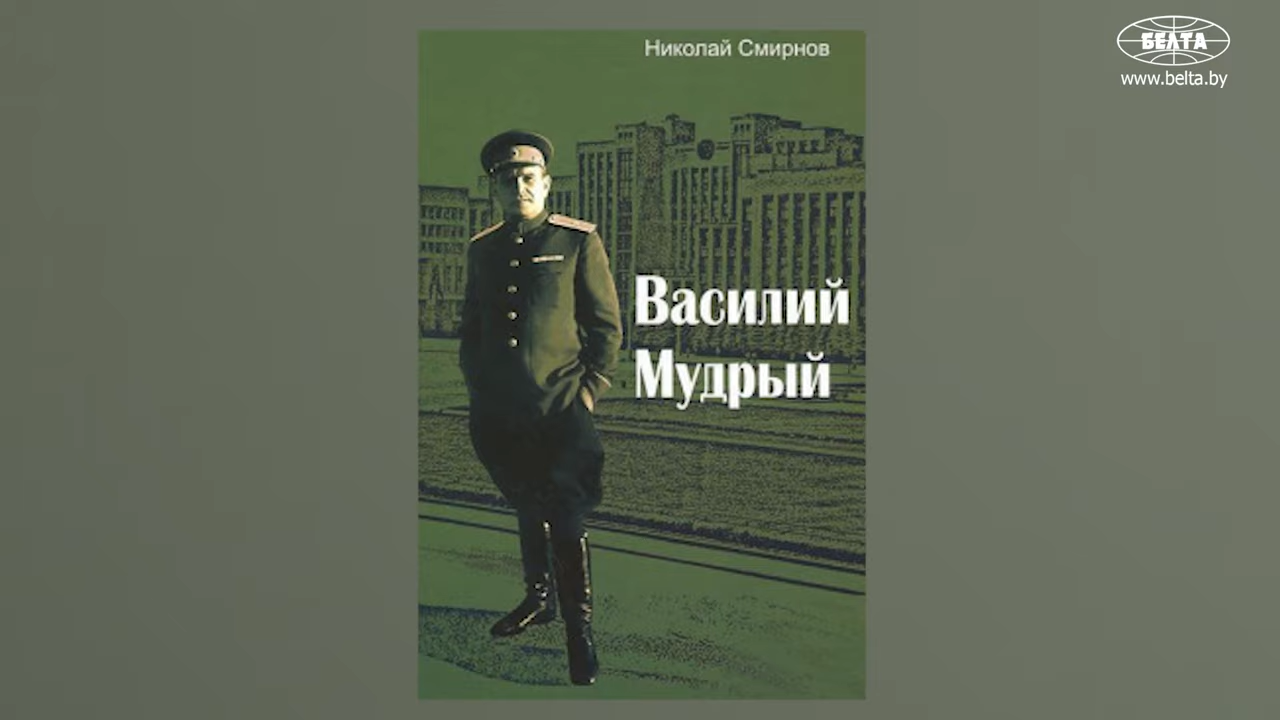 Николай Смирнов
БЕЛТА
www.belta.by
Василий
Мудрый